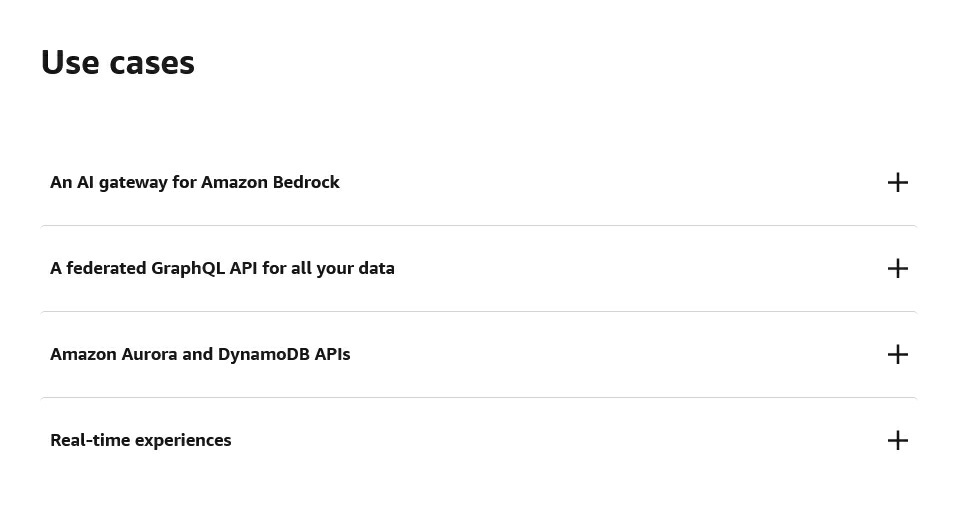 Use cases
An AI gateway for Amazon Bedrock
A federated GraphQL API for all your data
Amazon Aurora and DynamoDB APIs
Real-time experiences